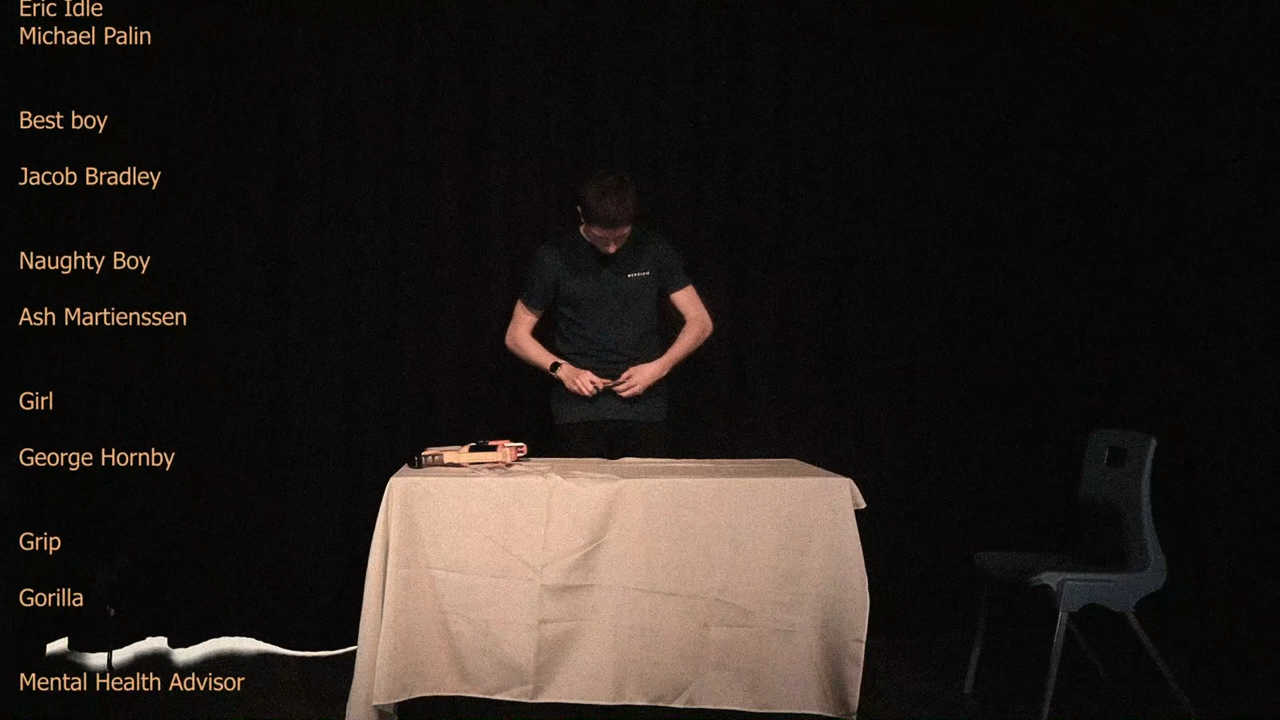 Eric Idle
Michael Palin
Best boy
Jacob Bradley
Naughty Boy
Ash Martienssen
Girl
George Hornby
Grip
Gorilla
Mental Health Advisor